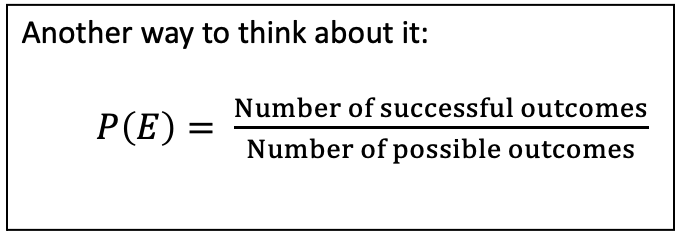 Another way to think about it:
P(E) = Number of successful outcomes
Number of possible outcomes